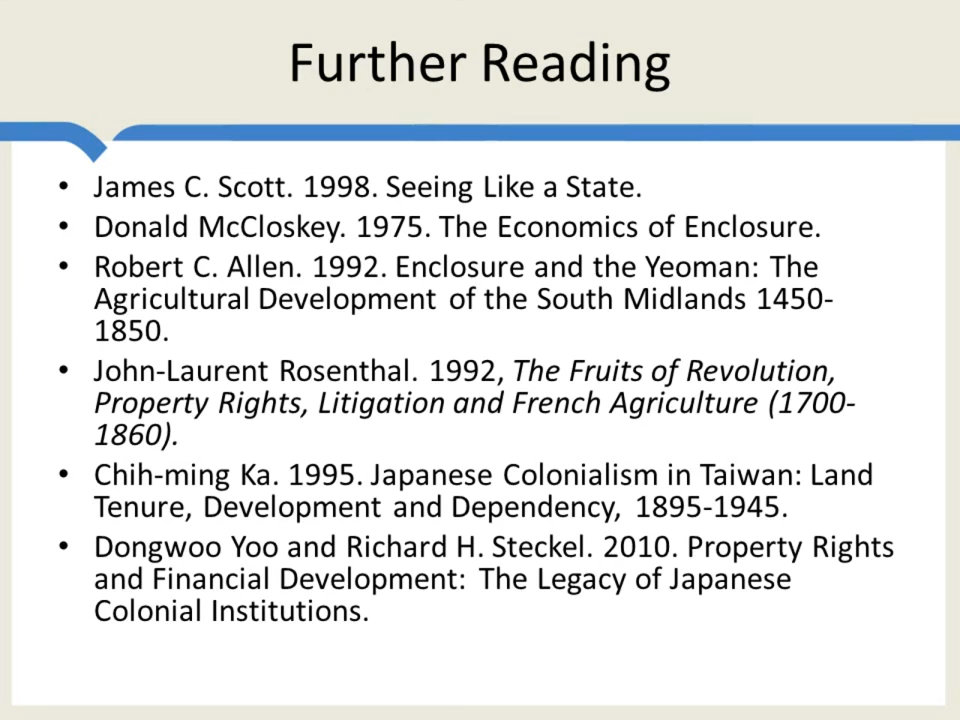 Further Reading
• James C. Scott. 1998. Seeing Like a State.
• Donald McCloskey. 1975. The Economics of Enclosure.
• Robert C. Allen. 1992. Enclosure and the Yeoman: The
Agricultural Development of the South Midlands 1450-
1850.
• John-Laurent Rosenthal. 1992, The Fruits of Revolution,
Property Rights, Litigation and French Agriculture (1700-
1860).
• Chih-ming Ka. 1995. Japanese Colonialism in Taiwan: Land
Tenure, Development and Dependency, 1895-1945.
• Dongwoo Yoo and Richard H. Steckel. 2010. Property Rights
and Financial Development: The Legacy of Japanese
Colonial Institutions.